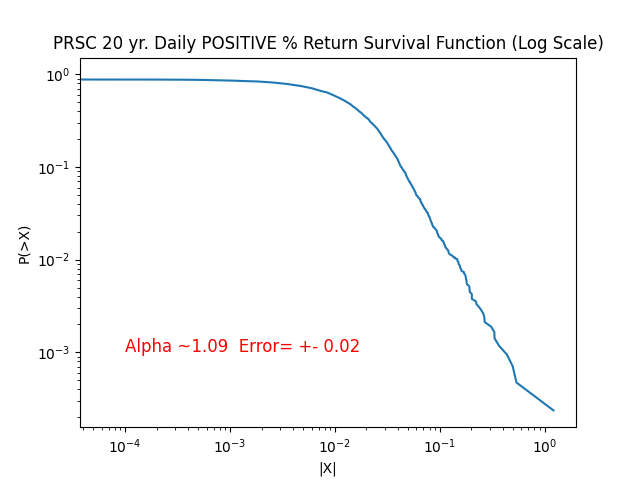 PRSC 20 yr. Daily POSITIVE % Return Survival Function (Log Scale)
10⁰
10⁻¹
10⁻²
10⁻³
P(>X)
Alpha ~1.09  Error= +- 0.02
10⁻⁴ 10⁻³ 10⁻² 10⁻¹ 10⁰
|X|